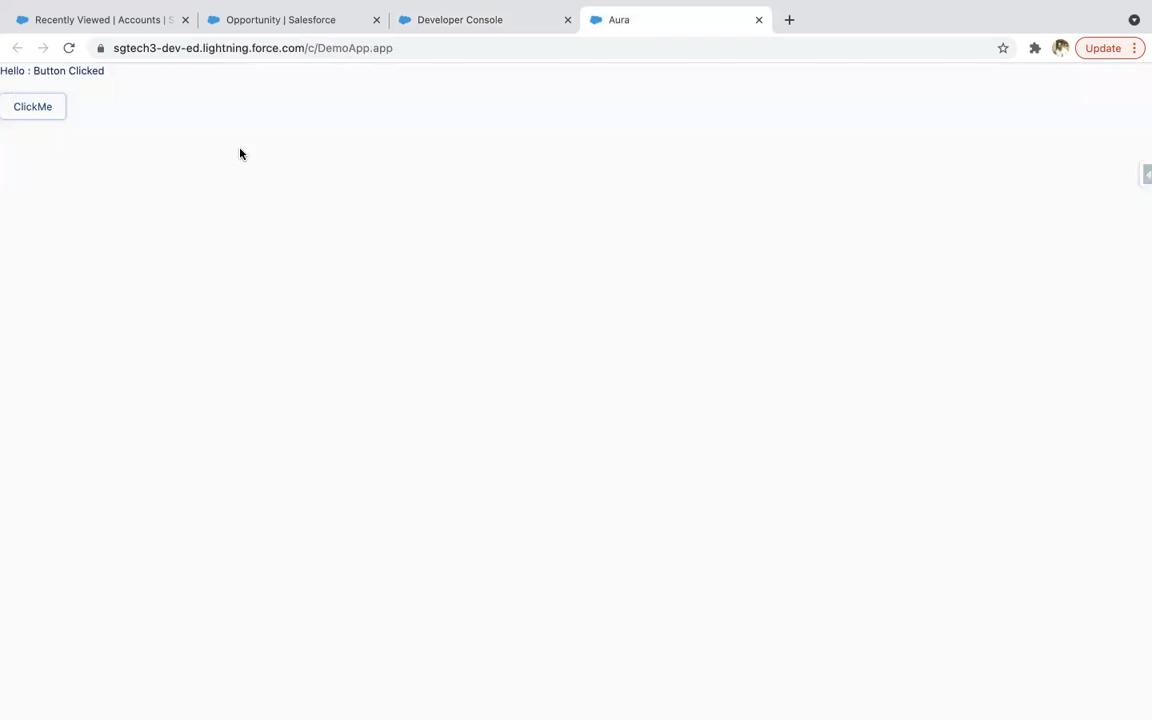 Recently Viewed | Accounts | S
Opportunity | Salesforce
Developer Console
Aura
sgtech3-dev-ed.lightning.force.com/c/DemoApp.app
Update
Hello : Button Clicked
ClickMe